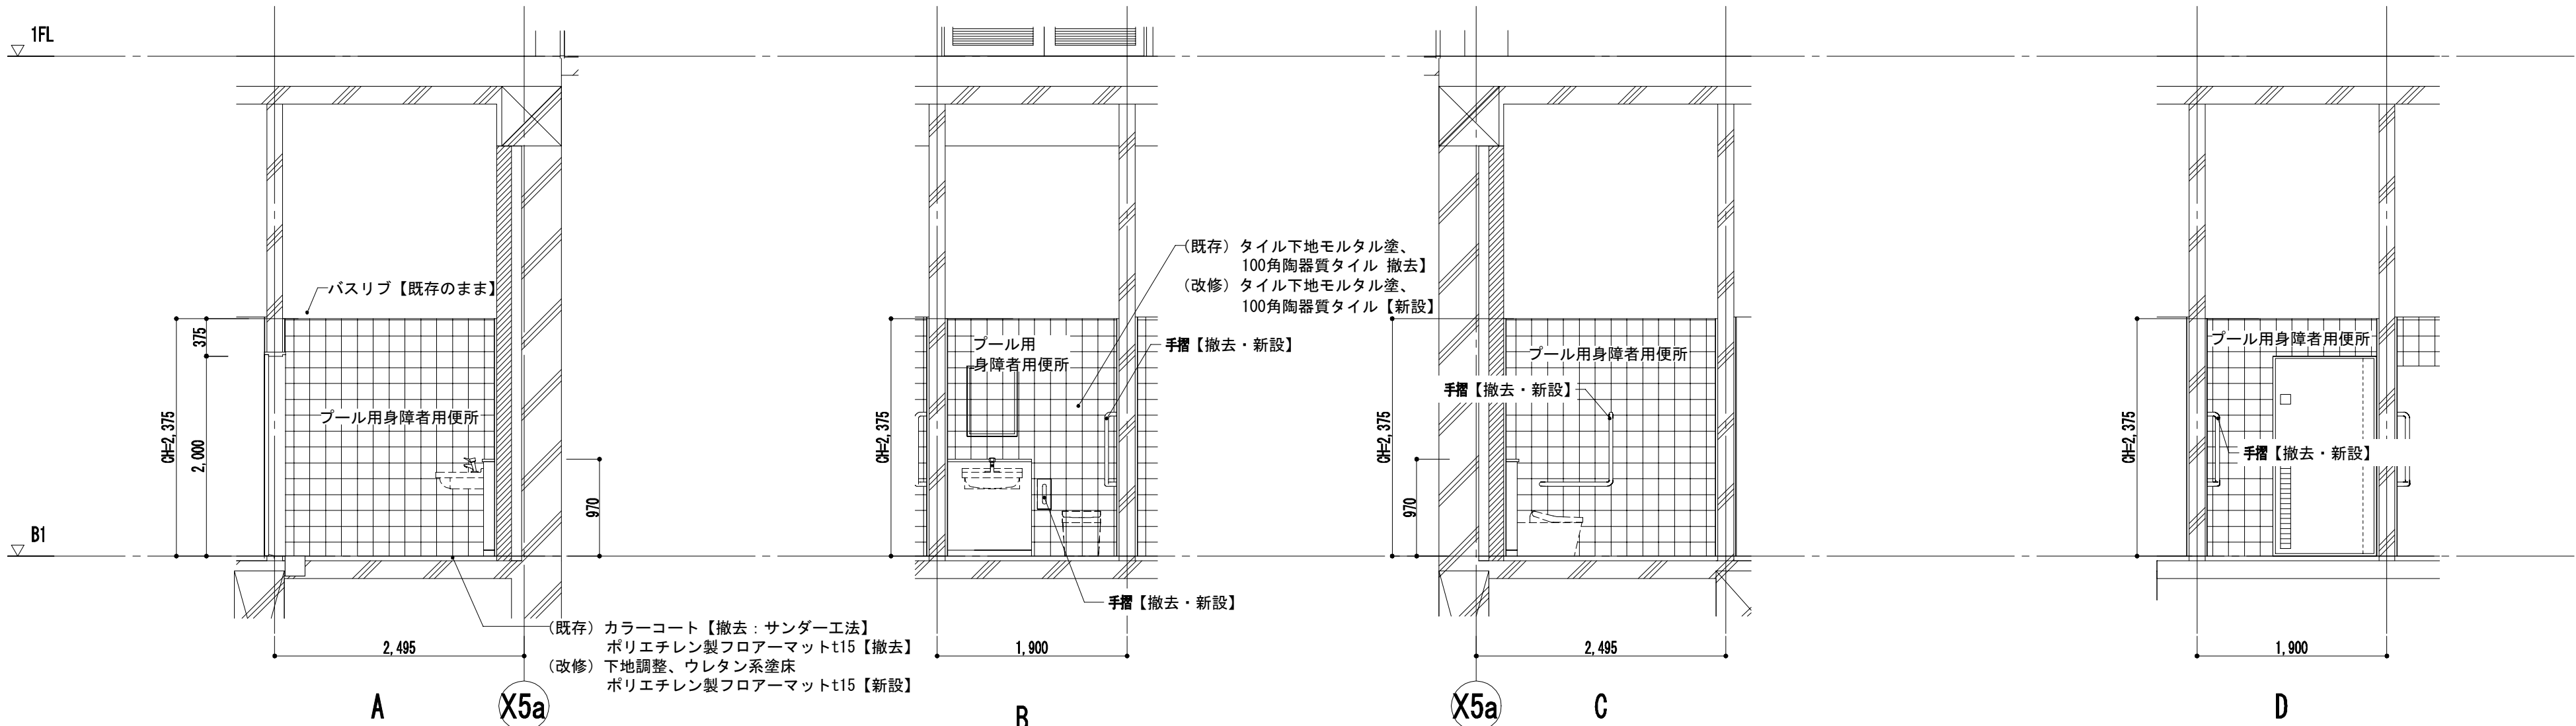 1FL
バスリブ【既存のまま】
375
CH=2,375
2,000
プール用身障者用便所
970
B1
(既存) カラーコート【撤去：サンダー工法】
ポリエチレン製フロアーマットt15【撤去】
(改修) 下地調整、ウレタン系塗床
ポリエチレン製フロアーマットt15【新設】
2,495
A
X5a
(既存) タイル下地モルタル塗、
100角陶器質タイル 撤去】
(改修) タイル下地モルタル塗、
100角陶器質タイル【新設】
プール用
身障者用便所
手摺【撤去・新設】
CH=2,375
手摺【撤去・新設】
1,900
B
プール用身障者用便所
手摺【撤去・新設】
CH=2,375
970
2,495
X5a
C
プール用身障者用便所
CH=2,375
手摺【撤去・新設】
1,900
D